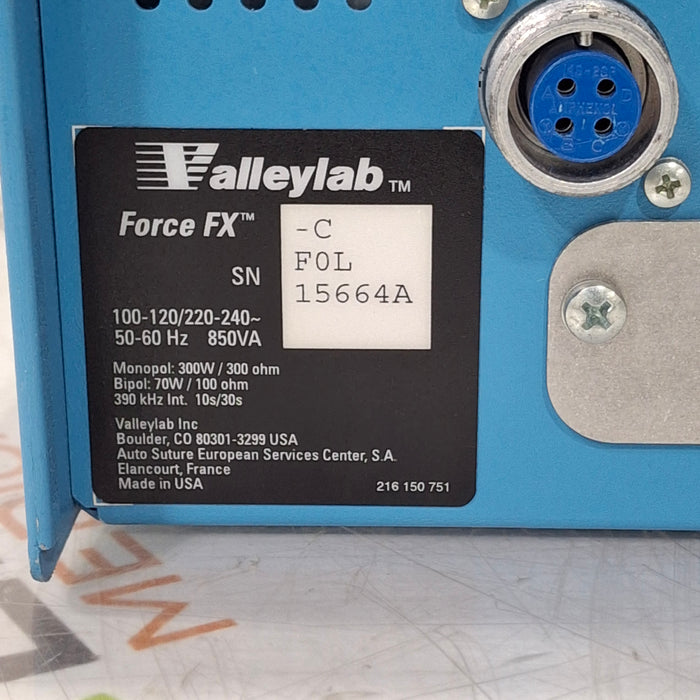 Valleylab™
Force FX™ -C
SN F0L
15664A
100-120/220-240~
50-60 Hz 850VA
Monopol: 300W / 300 ohm
Bipol: 70W / 100 ohm
390 kHz Int. 10s/30s
Valleylab Inc
Boulder, CO 80301-3299 USA
Auto Suture European Services Center, S.A.
Elancourt, France
Made in USA 216 150 751
A D
AMPHENOL
B C
MED